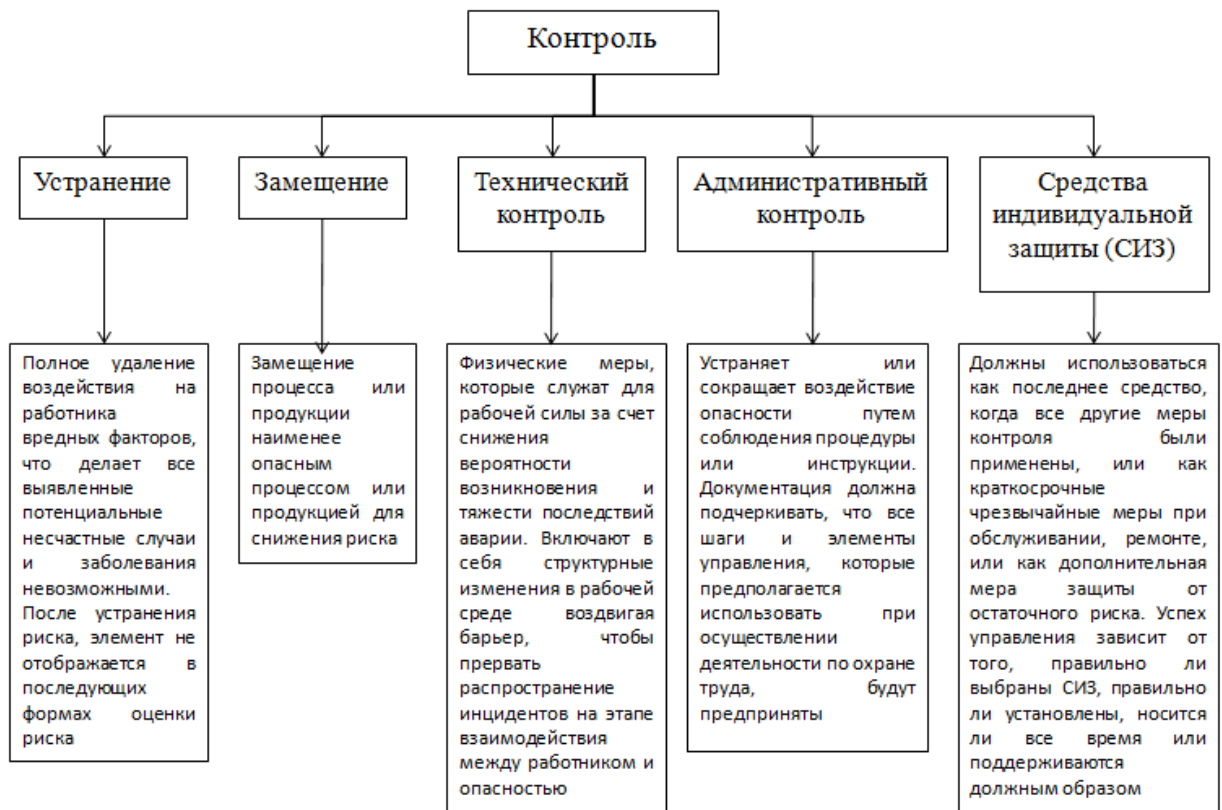 Контроль
Устранение
Замещение
Технический
контроль
Административный
контроль
Средства
индивидуальной
защиты (СИЗ)
Полное удаление
воздействия на
работника
вредных факторов,
что делает все
выявленные
потенциальные
несчастные случаи
и заболевания
невозможными.
После устранения
риска, элемент не
отображается в
последующих
формах оценки
риска
Замещение
процесса или
продукции
наименее
опасным
процессом или
продукцией для
снижения риска
Физические меры,
которые служат для
рабочей силы за счет
снижения
вероятности
возникновения и
тяжести последствий
аварии. Включают в
себя структурные
изменения в рабочей
среде воздвигая
барьер, чтобы
прервать
распространение
инцидентов на этапе
взаимодействия
между работником и
опасностью
Устраняет или
сокращает воздействие
опасности путем
соблюдения процедуры
или инструкции.
Документация должна
подчеркивать, что все
шаги и элементы
управления, которые
предполагается
использовать при
осуществлении
деятельности по охране
труда, будут
предприняты
Должны использоваться
как последнее средство,
когда все другие меры
контроля были
применены, или как
краткосрочные
чрезвычайные меры при
обслуживании, ремонте,
или как дополнительная
мера защиты от
остаточного риска. Успех
управления зависит от
того, правильно ли
выбраны СИЗ, правильно
ли установлены, носится
ли все время или
поддерживаются
должным образом